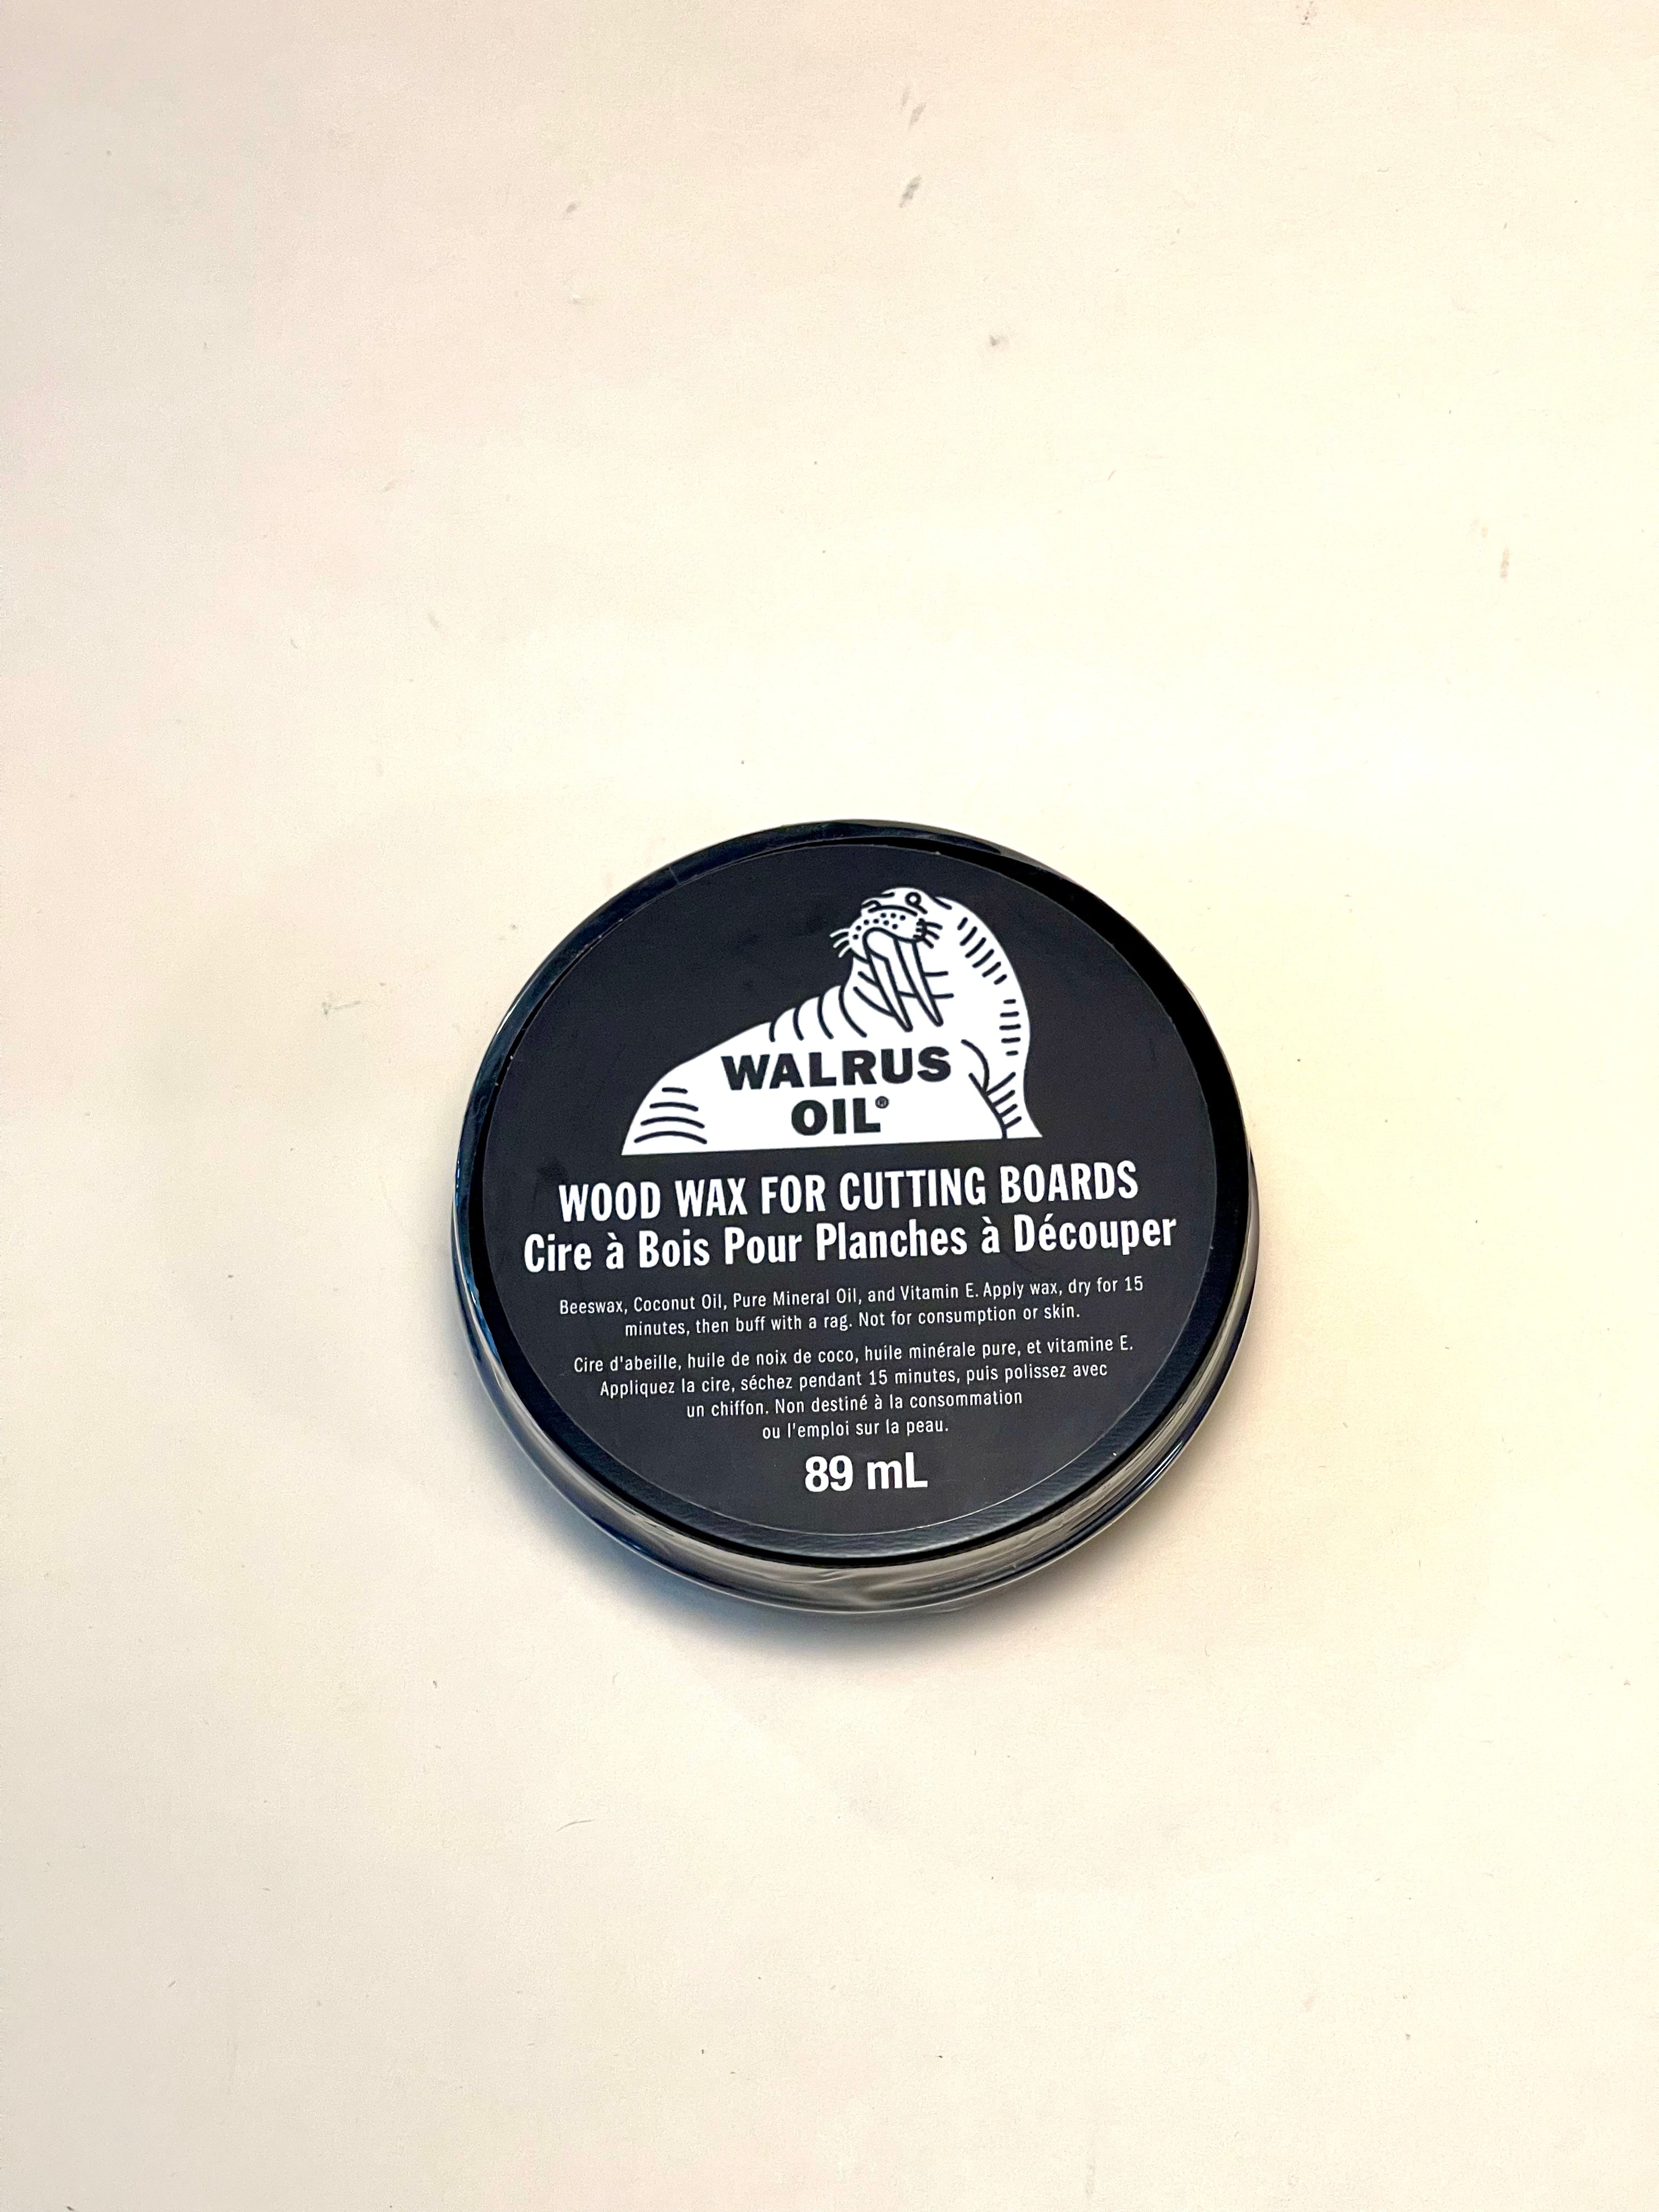 WALRUS
OIL®
WOOD WAX FOR CUTTING BOARDS
Cire à Bois Pour Planches à Découper
Beeswax, Coconut Oil, Pure Mineral Oil, and Vitamin E. Apply wax, dry for 15
minutes, then buff with a rag. Not for consumption or skin.
Cire d'abeille, huile de noix de coco, huile minérale pure, et vitamine E.
Appliquez la cire, séchez pendant 15 minutes, puis polissez avec
un chiffon. Non destiné à la consommation
ou l'emploi sur la peau.
89 mL